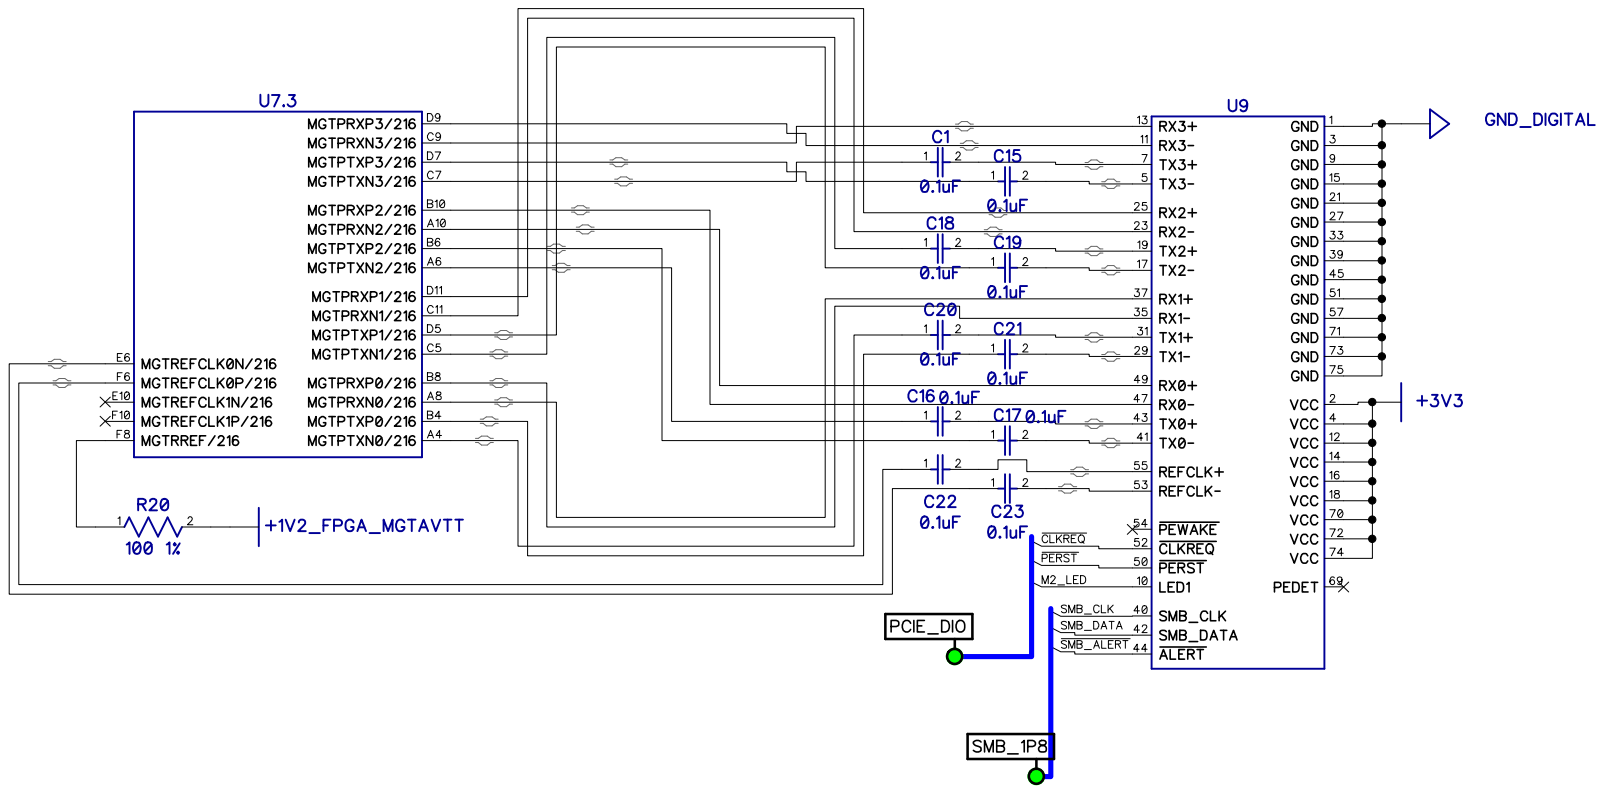 U7.3
MGTPRXP3/216 D9
MGTPRXN3/216 C9
MGTPTXP3/216 D7
MGTPTXN3/216 C7
MGTPRXP2/216 B10
MGTPRXN2/216 A10
MGTPTXP2/216 B6
MGTPTXN2/216 A6
MGTPRXP1/216 D11
MGTPRXN1/216 C11
MGTPTXP1/216 D5
MGTPTXN1/216 C5
E6 MGTREFCLK0N/216
F6 MGTREFCLK0P/216
E10 MGTREFCLK1N/216
F10 MGTREFCLK1P/216
F8 MGTRREF/216
MGTPRXP0/216 B8
MGTPRXN0/216 A8
MGTPTXP0/216 B4
MGTPTXN0/216 A4
R20
1 2
100 1%
+1V2_FPGA_MGTAVTT
C1
1 2
0.1uF
C15
1 2
0.1uF
C18
1 2
0.1uF
C19
1 2
0.1uF
C20
1 2
0.1uF
C21
1 2
0.1uF
C16 0.1uF
1 2
C17 0.1uF
1 2
1 2
C22
0.1uF
1 2
C23
0.1uF
U9
13 RX3+
11 RX3-
7 TX3+
5 TX3-
25 RX2+
23 RX2-
19 TX2+
17 TX2-
37 RX1+
35 RX1-
31 TX1+
29 TX1-
49 RX0+
47 RX0-
43 TX0+
41 TX0-
55 REFCLK+
53 REFCLK-
54 PEWAKE
CLKREQ 52 CLKREQ
PERST 50 PERST
M2_LED 10 LED1
SMB_CLK 40 SMB_CLK
SMB_DATA 42 SMB_DATA
SMB_ALERT 44 ALERT
GND 1
GND 3
GND 9
GND 15
GND 21
GND 27
GND 33
GND 39
GND 45
GND 51
GND 57
GND 71
GND 73
GND 75
VCC 2
VCC 4
VCC 12
VCC 14
VCC 16
VCC 18
VCC 70
VCC 72
VCC 74
PEDET 69
GND_DIGITAL
+3V3
PCIE_DIO
SMB_1P8